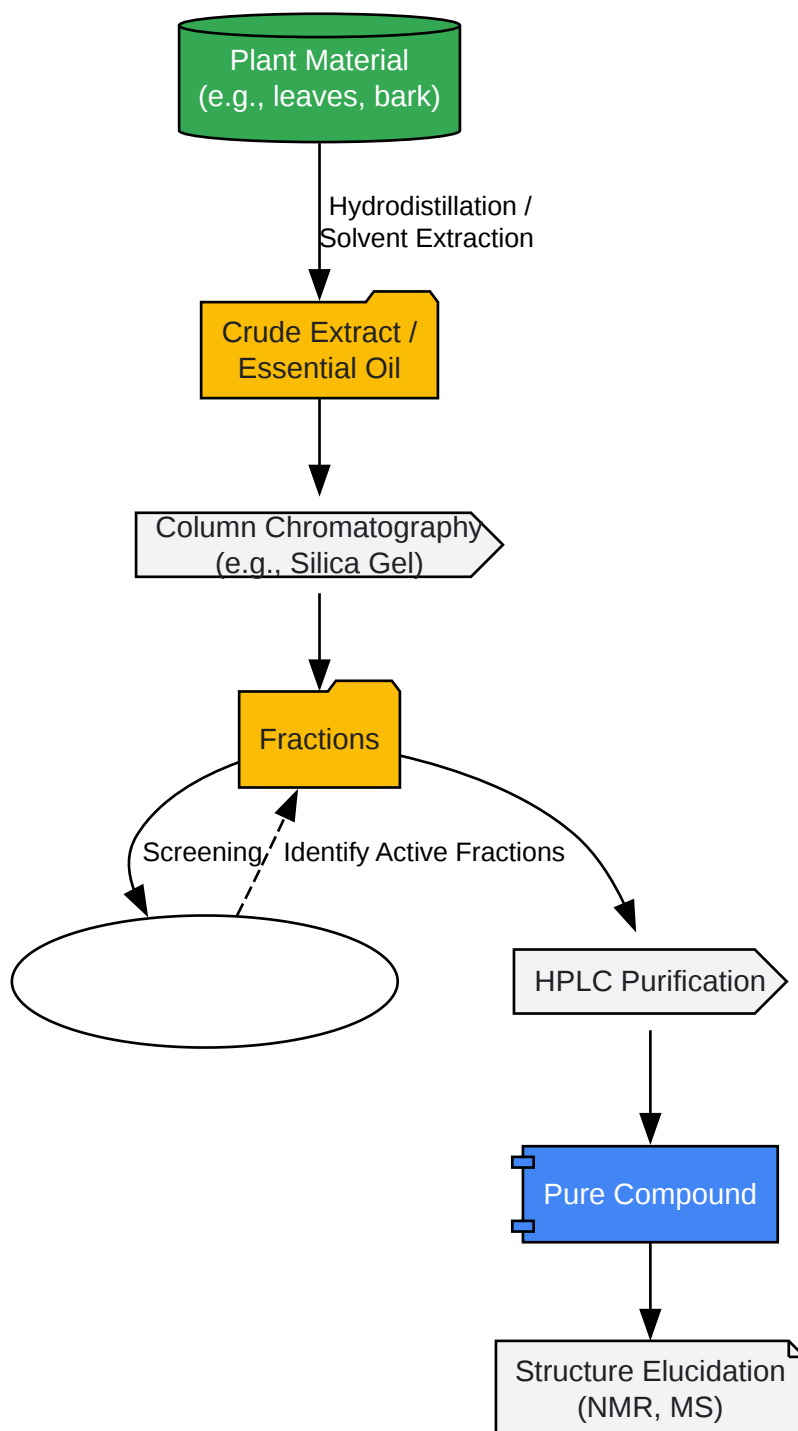 Plant Material
(e.g., leaves, bark)
Hydrodistillation /
Solvent Extraction
Crude Extract /
Essential Oil
Column Chromatography
(e.g., Silica Gel)
Fractions
Screening
Identify Active Fractions
HPLC Purification
Pure Compound
Structure Elucidation
(NMR, MS)